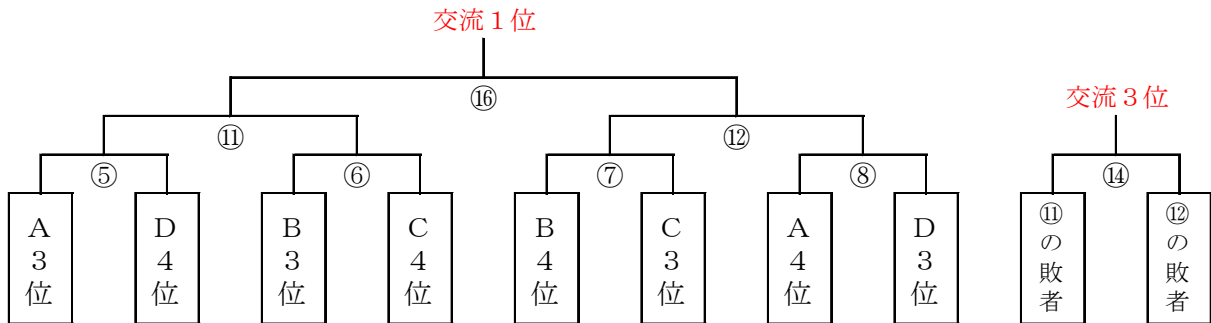 交流１位
⑯
交流３位
⑪
⑫
⑤
⑥
⑦
⑧
⑭
Ａ３位
Ｄ４位
Ｂ３位
Ｃ４位
Ｂ４位
Ｃ３位
Ａ４位
Ｄ３位
⑪の敗者
⑫の敗者